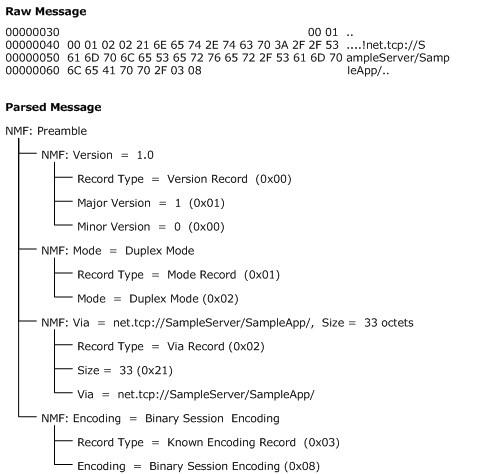 Raw Message
00000030 00 01 ..
00000040 00 01 02 02 21 6E 65 74 2E 74 63 70 3A 2F 2F 53 ....!net.tcp://S
00000050 61 6D 70 6C 65 53 65 72 76 65 72 2F 53 61 6D 70 ampleServer/Samp
00000060 6C 65 41 70 70 2F 03 08 leApp/..
Parsed Message
NMF: Preamble
NMF: Version = 1.0
Record Type = Version Record (0x00)
Major Version = 1 (0x01)
Minor Version = 0 (0x00)
NMF: Mode = Duplex Mode
Record Type = Mode Record (0x01)
Mode = Duplex Mode (0x02)
NMF: Via = net.tcp://SampleServer/SampleApp/, Size = 33 octets
Record Type = Via Record (0x02)
Size = 33 (0x21)
Via = net.tcp://SampleServer/SampleApp/
NMF: Encoding = Binary Session Encoding
Record Type = Known Encoding Record (0x03)
Encoding = Binary Session Encoding (0x08)